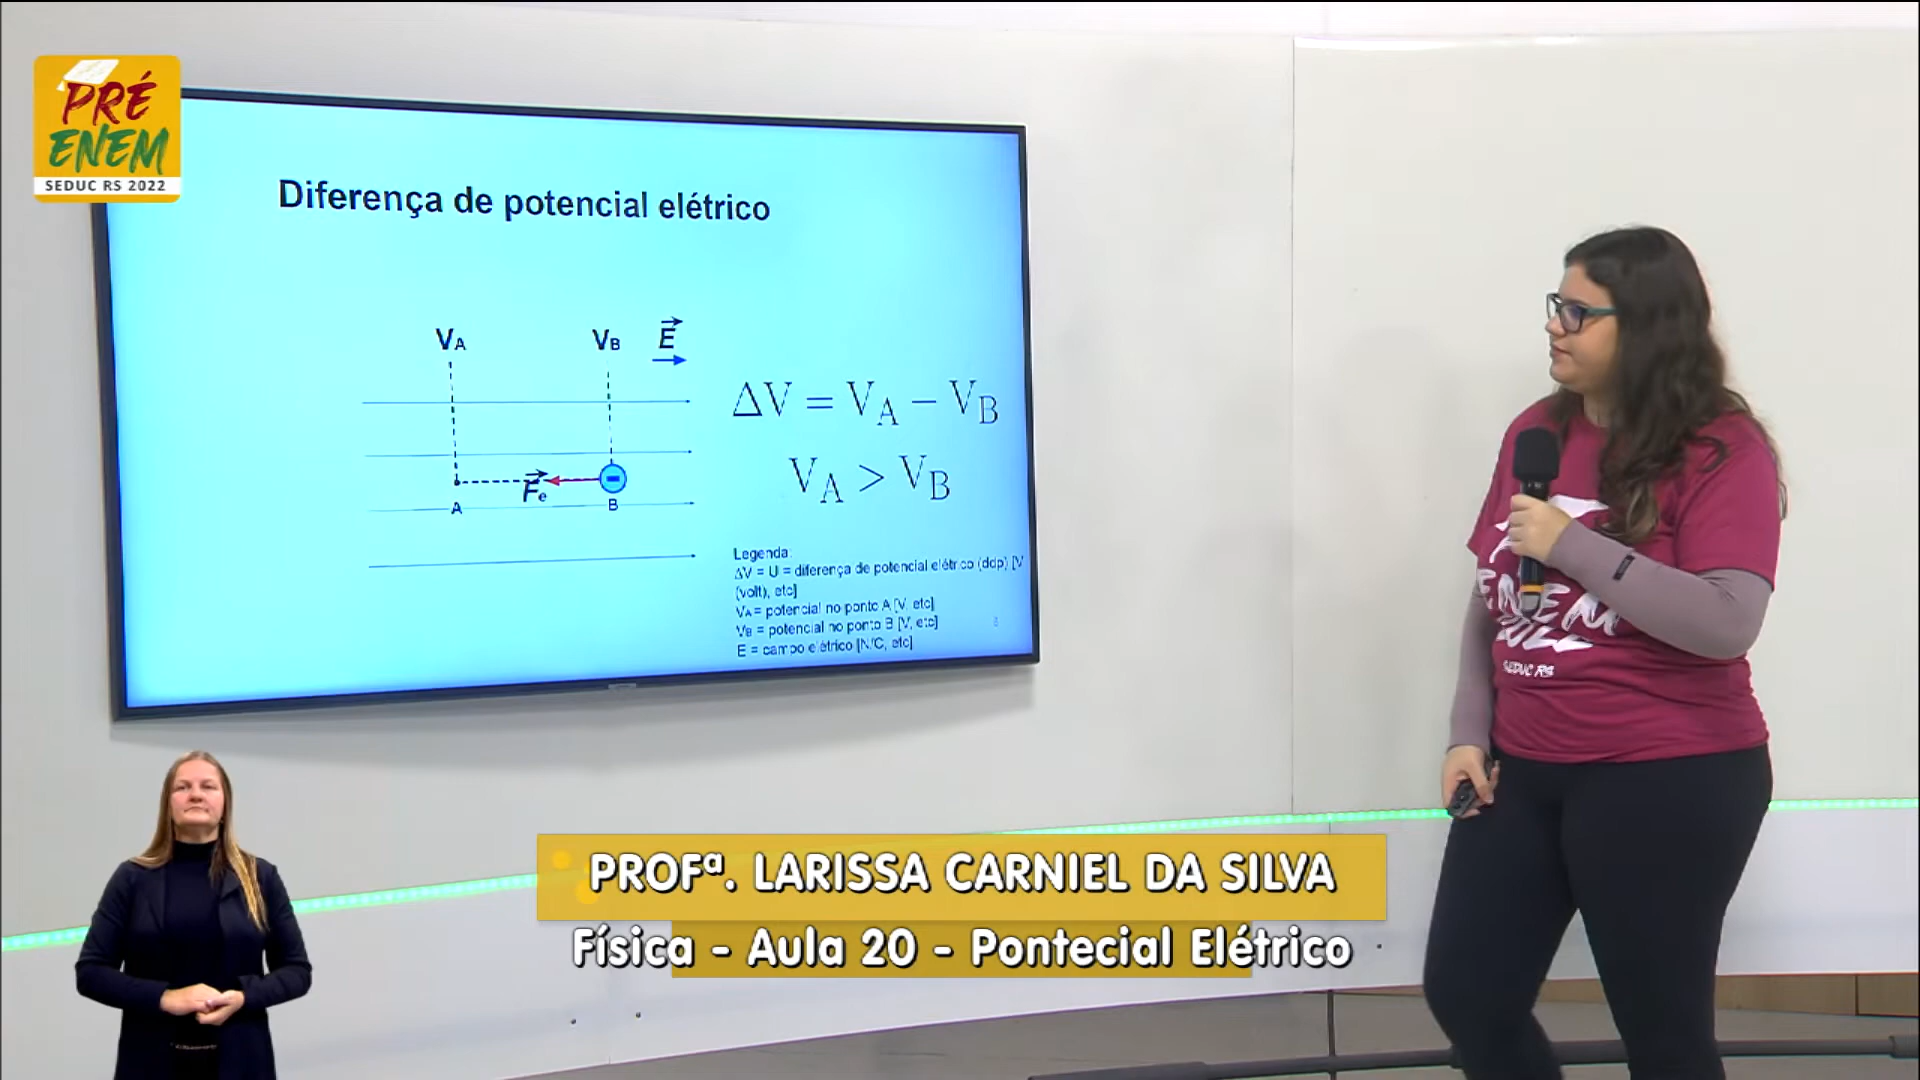 PRÉ
ENEM
SEDUC RS 2022
Diferença de potencial elétrico
VA
VB
E
ΔV = VA − VB
VA > VB
Fe
A
B
Legenda:
ΔV = U = diferença de potencial elétrico (ddp) [V
(volt), etc]
VA = potencial no ponto A [V, etc]
VB = potencial no ponto B [V, etc]
E = campo elétrico [N/C, etc]
SEDUC RS
PROFª. LARISSA CARNIEL DA SILVA
Física - Aula 20 - Pontecial Elétrico